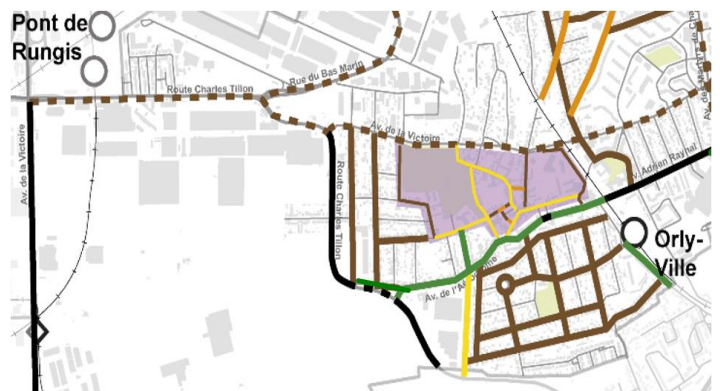 Pont de
Rungis
Rue du Bas Marin
Route Charles Tillon
Av. de la Victoire
Av. de la Victoire
Route Charles Tillon
Av. Adrien Raynal
Orly-
Ville